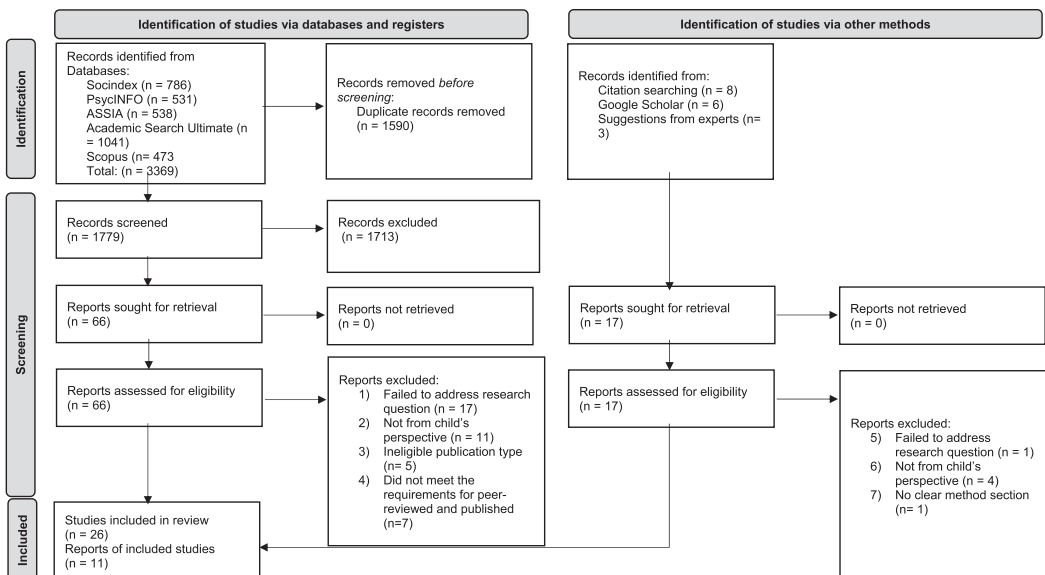 Identification of studies via databases and registers
Identification of studies via other methods
Identification
Records identified from
Databases:
Socindex (n = 786)
PsycINFO (n = 531)
ASSIA (n = 538)
Academic Search Ultimate (n
= 1041)
Scopus (n= 473
Total: (n = 3369)
Records removed before
screening:
Duplicate records removed
(n = 1590)
Records identified from:
Citation searching (n = 8)
Google Scholar (n = 6)
Suggestions from experts (n=
3)
Screening
Records screened
(n = 1779)
Records excluded
(n = 1713)
Reports sought for retrieval
(n = 66)
Reports not retrieved
(n = 0)
Reports sought for retrieval
(n = 17)
Reports not retrieved
(n = 0)
Reports assessed for eligibility
(n = 66)
Reports excluded:
1) Failed to address research
question (n = 17)
2) Not from child's
perspective (n = 11)
3) Ineligible publication type
(n= 5)
4) Did not meet the
requirements for peer-
reviewed and published
(n=7)
Reports assessed for eligibility
(n = 17)
Reports excluded:
5) Failed to address
research question (n = 1)
6) Not from child's
perspective (n = 4)
7) No clear method section
(n= 1)
Included
Studies included in review
(n = 26)
Reports of included studies
(n = 11)